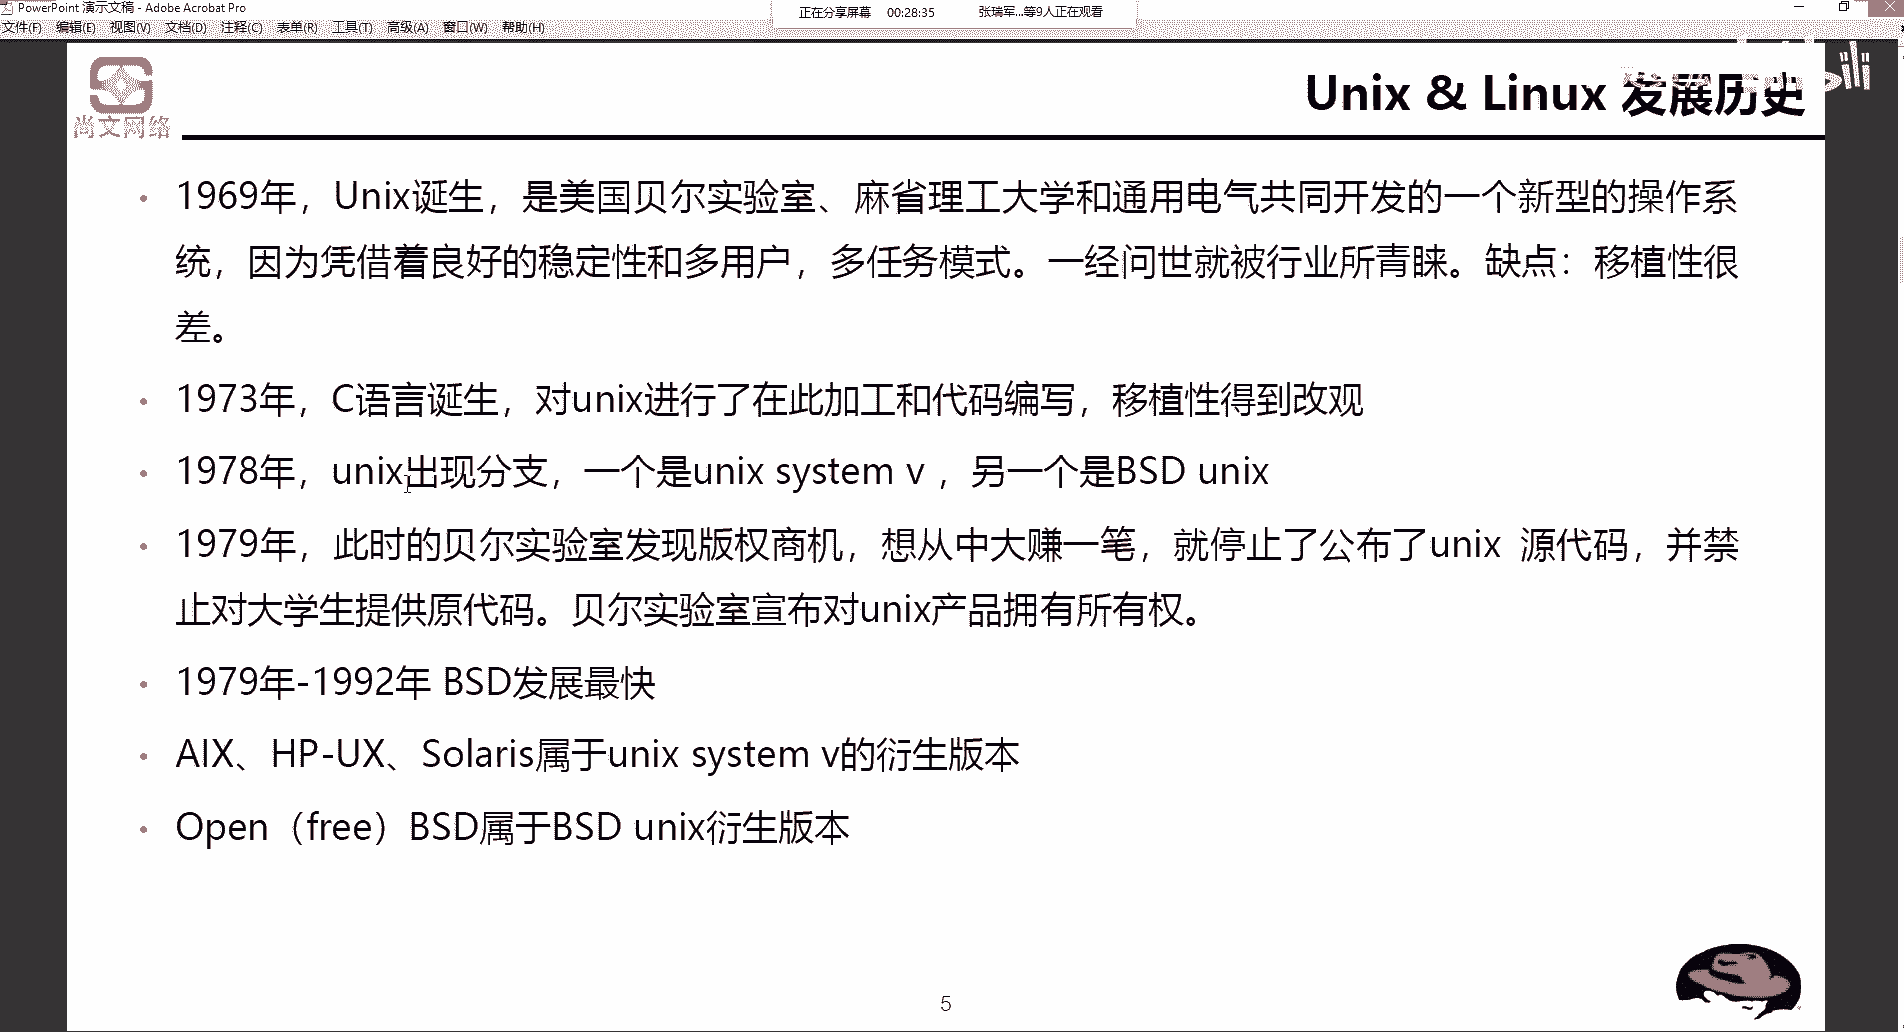 PowerPoint 演示文稿 - Adobe Acrobat Pro
正在分享屏幕 00:28:35 张瑞军...等9人正在观看
文件(F) 编辑(E) 视图(V) 文档(D) 注释(C) 表单(R) 工具(T) 高级(A) 窗口(W) 帮助(H)
尚文网络
Unix & Linux 发展历史
• 1969年，Unix诞生，是美国贝尔实验室、麻省理工大学和通用电气共同开发的一个新型的操作系
统，因为凭借着良好的稳定性和多用户，多任务模式。一经问世就被行业所青睐。缺点：移植性很
差。
• 1973年，C语言诞生，对unix进行了在此加工和代码编写，移植性得到改观
• 1978年，unix出现分支，一个是unix system v ，另一个是BSD unix
• 1979年，此时的贝尔实验室发现版权商机，想从中大赚一笔，就停止了公布了unix 源代码，并禁
止对大学生提供原代码。贝尔实验室宣布对unix产品拥有所有权。
• 1979年-1992年 BSD发展最快
• AIX、HP-UX、Solaris属于unix system v的衍生版本
• Open（free）BSD属于BSD unix衍生版本
5